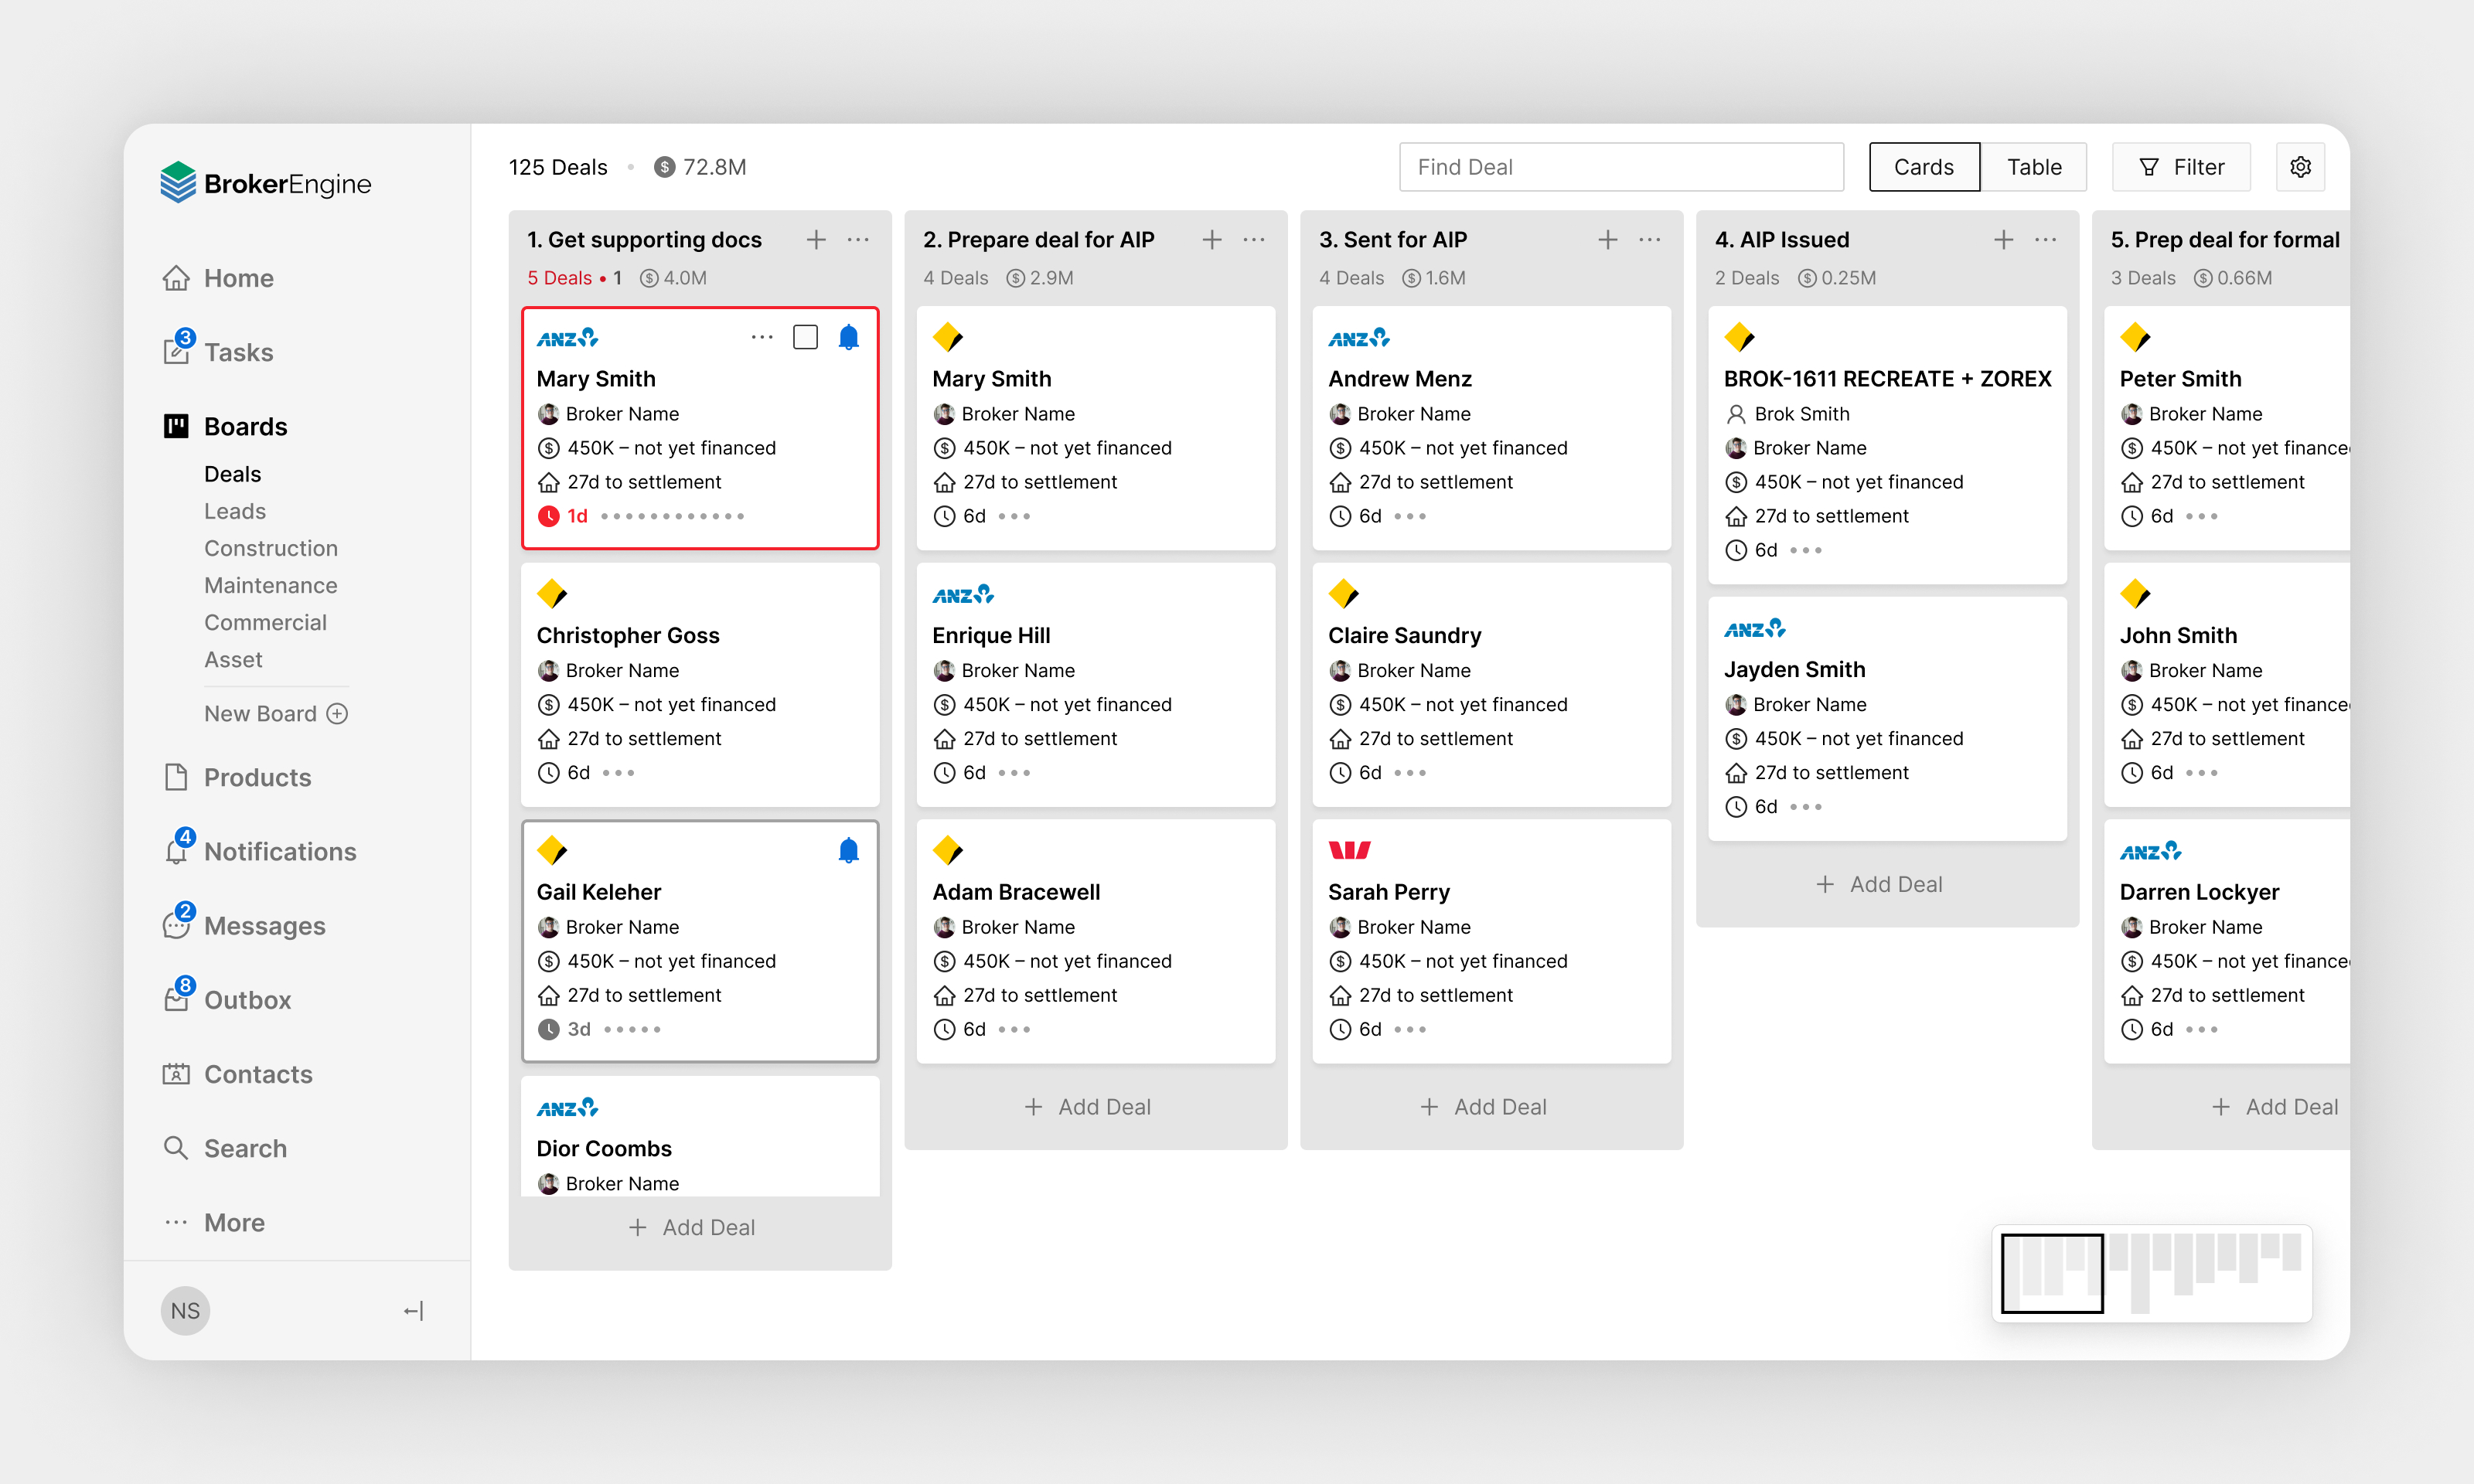 BrokerEngine
Home
3
Tasks
Boards
Deals
Leads
Construction
Maintenance
Commercial
Asset
New Board
Products
4
Notifications
2
Messages
8
Outbox
Contacts
Search
More
NS
125 Deals • $ 72.8M
Find Deal
Cards
Table
Filter
1. Get supporting docs
5 Deals • 1 $ 4.0M
ANZ
Mary Smith
Broker Name
$ 450K – not yet financed
27d to settlement
1d
Christopher Goss
Broker Name
$ 450K – not yet financed
27d to settlement
6d
Gail Keleher
Broker Name
$ 450K – not yet financed
27d to settlement
3d
ANZ
Dior Coombs
Broker Name
Add Deal
2. Prepare deal for AIP
4 Deals $ 2.9M
Mary Smith
Broker Name
$ 450K – not yet financed
27d to settlement
6d
ANZ
Enrique Hill
Broker Name
$ 450K – not yet financed
27d to settlement
6d
Adam Bracewell
Broker Name
$ 450K – not yet financed
27d to settlement
6d
Add Deal
3. Sent for AIP
4 Deals $ 1.6M
ANZ
Andrew Menz
Broker Name
$ 450K – not yet financed
27d to settlement
6d
Claire Saundry
Broker Name
$ 450K – not yet financed
27d to settlement
6d
Sarah Perry
Broker Name
$ 450K – not yet financed
27d to settlement
6d
Add Deal
4. AIP Issued
2 Deals $ 0.25M
BROK-1611 RECREATE + ZOREX
Brok Smith
Broker Name
$ 450K – not yet financed
27d to settlement
6d
ANZ
Jayden Smith
Broker Name
$ 450K – not yet financed
27d to settlement
6d
Add Deal
5. Prep deal for formal
3 Deals $ 0.66M
Peter Smith
Broker Name
$ 450K – not yet finance
27d to settlement
6d
John Smith
Broker Name
$ 450K – not yet finance
27d to settlement
6d
ANZ
Darren Lockyer
Broker Name
$ 450K – not yet finance
27d to settlement
6d
Add Deal